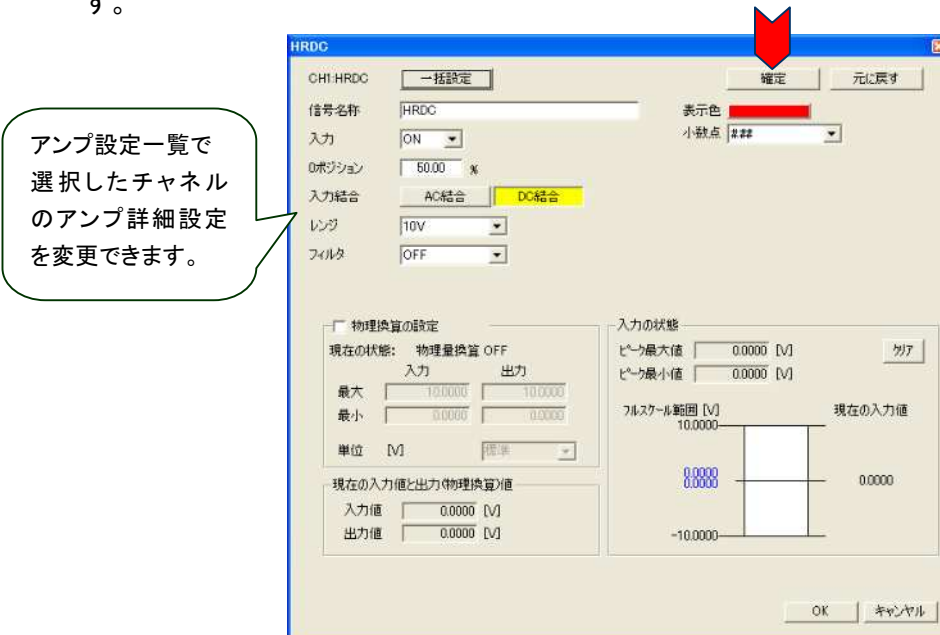 す。
HRDC
CH1:HRDC 一括設定 確定 元に戻す
信号名称 HRDC 表示色
入力 ON 小数点 #.##
0ポジション 50.00 %
入力結合 AC結合 DC結合
レンジ 10V
フィルタ OFF
アンプ設定一覧で
選択したチャネル
のアンプ詳細設定
を変更できます。
物理換算の設定
現在の状態: 物理量換算 OFF
入力 出力
最大 10.0000 10.0000
最小 0.0000 0.0000
単位 [V] 標準
現在の入力値と出力(物理換算)値
入力値 0.0000 [V]
出力値 0.0000 [V]
入力の状態
ピーク最大値 0.0000 [V] クリア
ピーク最小値 0.0000 [V]
フルスケール範囲 [V] 現在の入力値
10.0000
0.0000
0.0000
0.0000
-10.0000
OK キャンセル